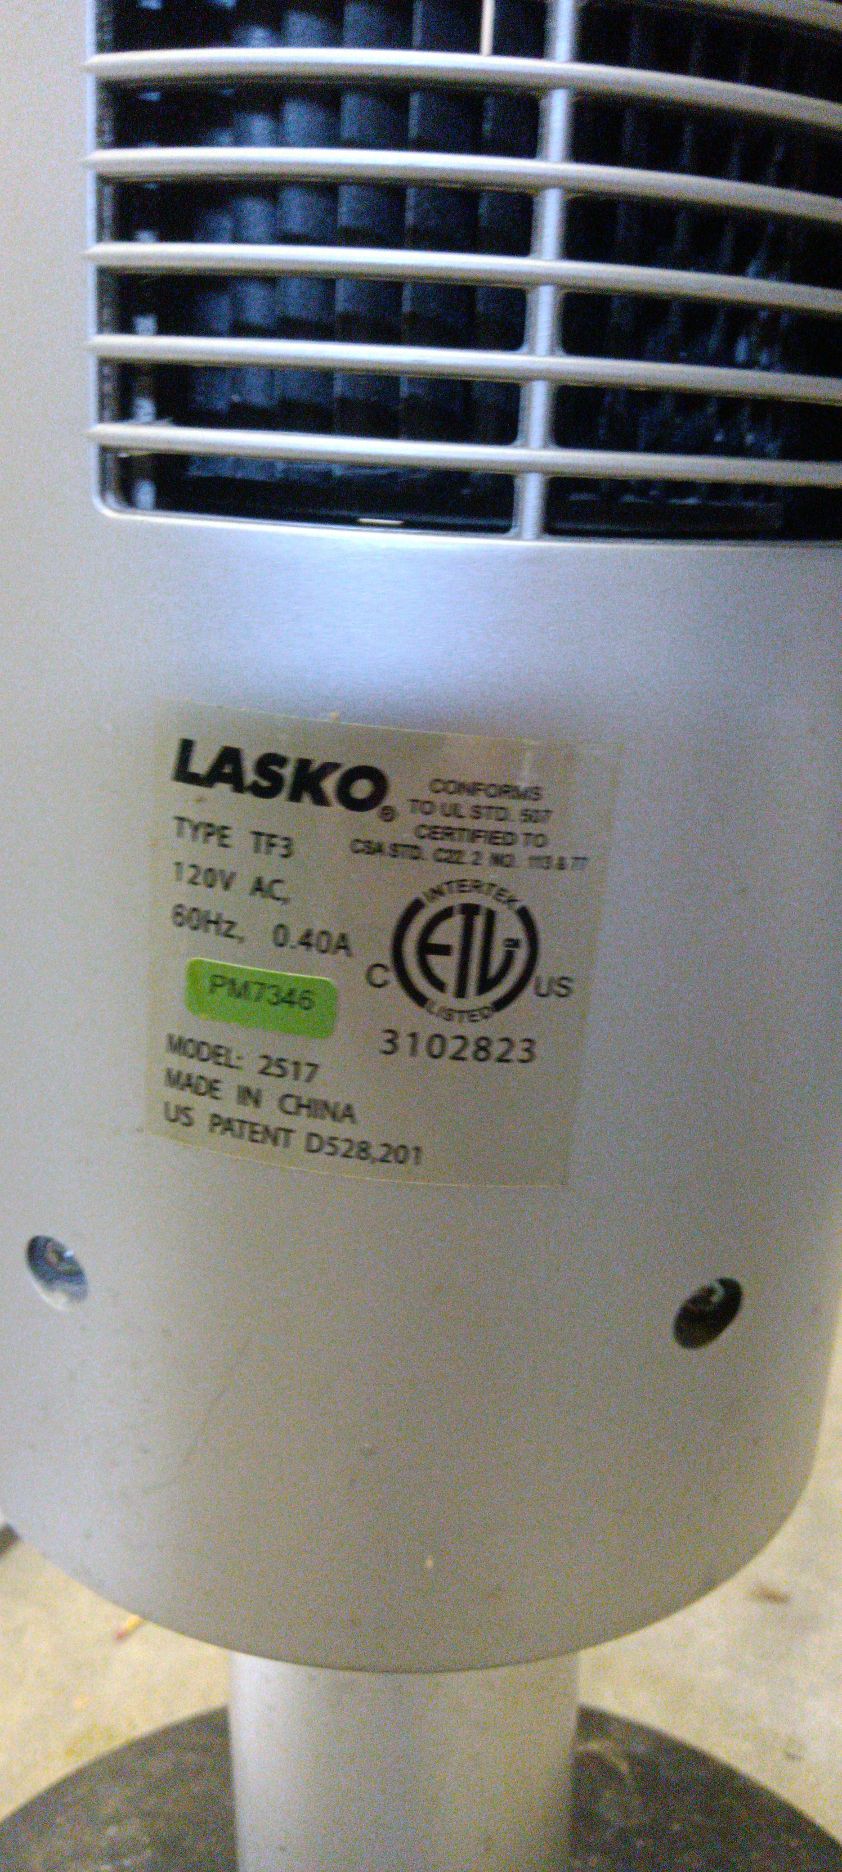 LASKO®
CONFORMS
TO UL STD. 507
CERTIFIED TO
CSA STD. C22.2 NO. 113 & 77
TYPE TF3
120V AC,
60Hz, 0.40A
INTERTEK
C ETL US
LISTED
3102823
PM7346
MODEL: 2517
MADE IN CHINA
US PATENT D528,201